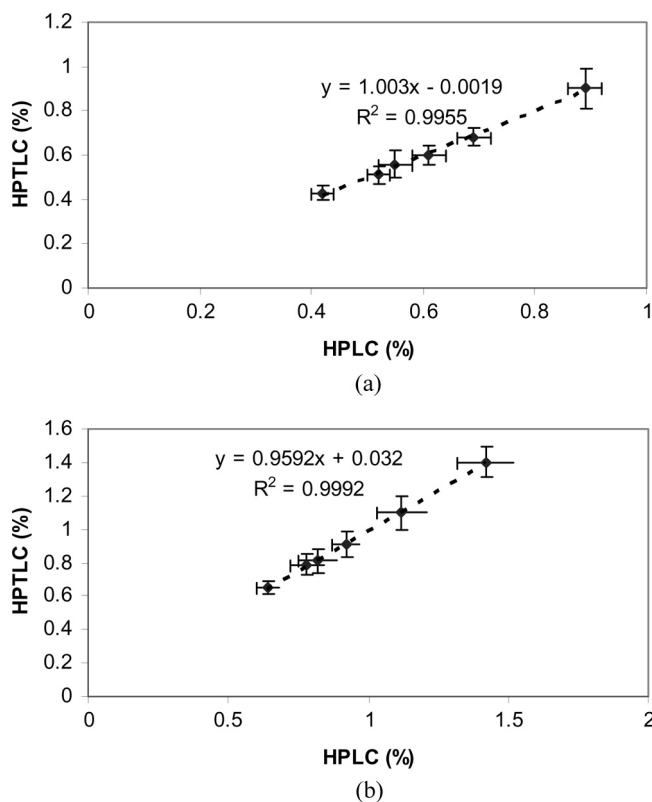 1.2
1
0.8
0.6
0.4
0.2
0
HPTLC (%)
y = 1.003x - 0.0019
R² = 0.9955
0 0.2 0.4 0.6 0.8 1
HPLC (%)
(a)
1.6
1.4
1.2
1
0.8
0.6
0.4
0.2
0
HPTLC (%)
y = 0.9592x + 0.032
R² = 0.9992
0 0.5 1 1.5 2
HPLC (%)
(b)